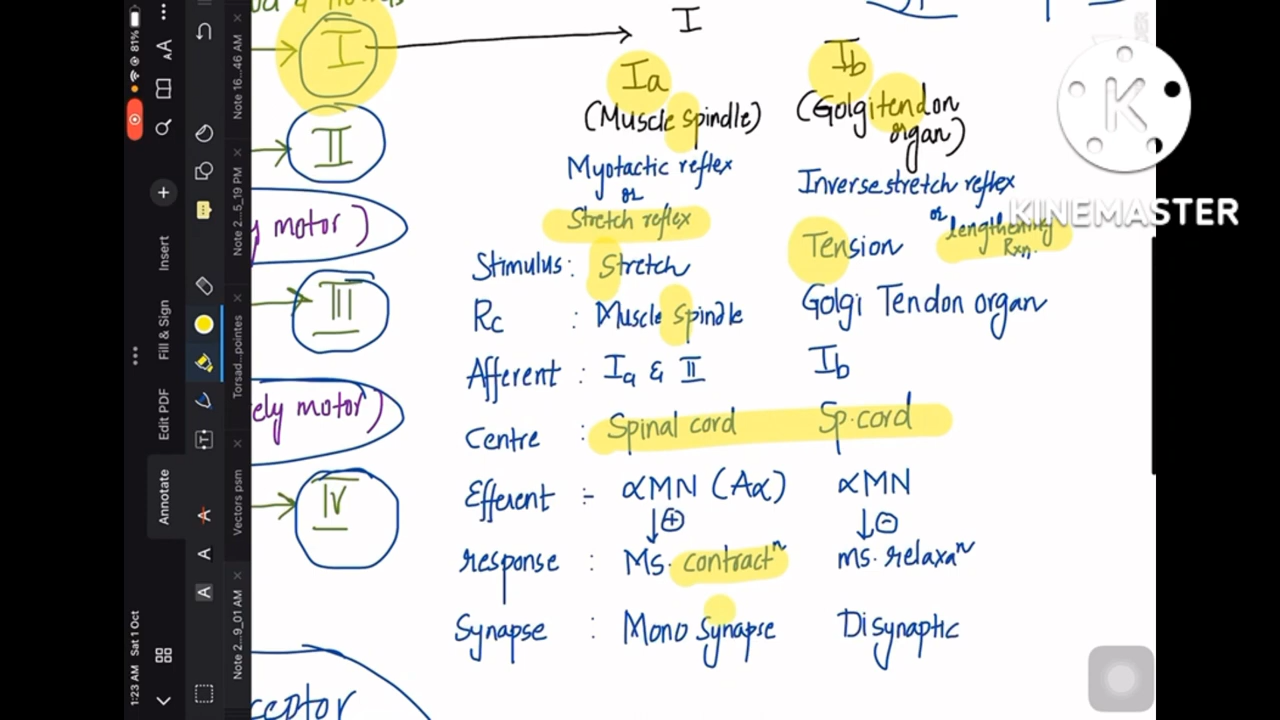 I
I
Ia
Ib
(Muscle spindle)
(Golgi tendon
organ)
II
Myotactic reflex
or
Stretch reflex
Inverse stretch reflex
or lengthening
Rxn.
KINEMASTER
y motor)
Stimulus: Stretch
Tension
III
Rc : Muscle Spindle
Golgi Tendon organ
Afferent : Ia & II
Ib
ely motor)
Centre : Spinal cord
Sp. cord
IV
Efferent :- αMN (Aα)
αMN
↓⊕
↓⊖
response : Ms. contractⁿ
ms. relaxaⁿ
Synapse : Mono Synapse
Disynaptic
ceptor
1:23 AM Sat 1 Oct
81%
Annotate
Edit PDF
Fill & Sign
Insert
Note 2...9_01 AM
Vectors psm
Torsad...pointes
Note 2...5_19 PM
Note 16...46 AM